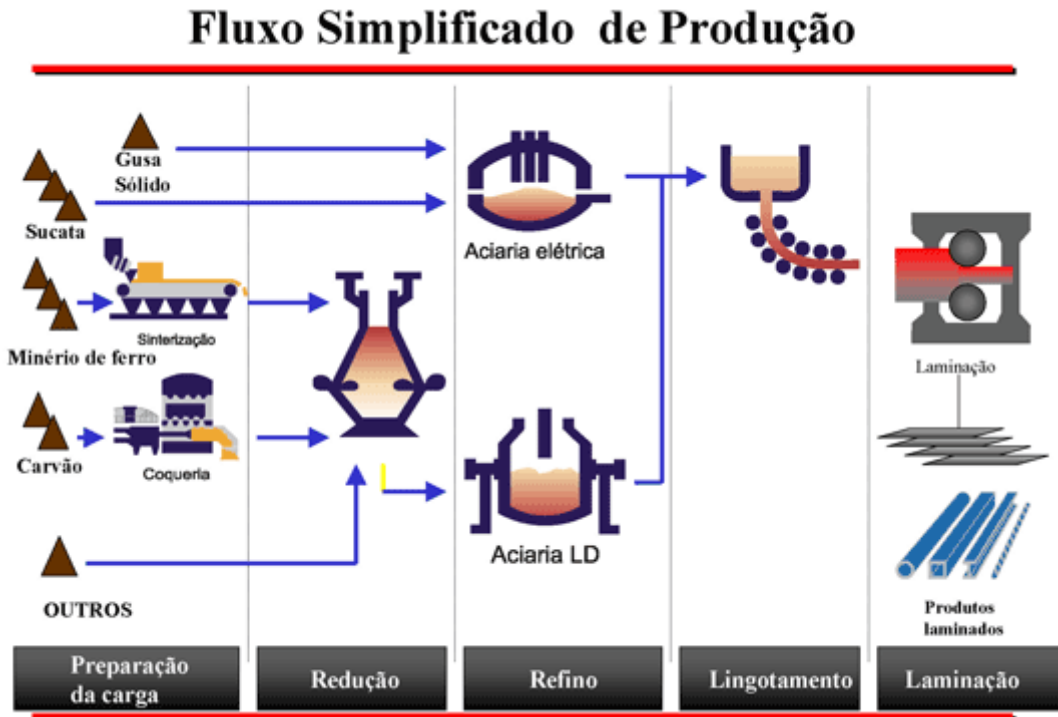 Fluxo Simplificado de Produção
Gusa
Sólido
Sucata
Aciaria elétrica
Sinterização
Minério de ferro
Laminação
Carvão
Coqueria
Aciaria LD
OUTROS
Produtos
laminados
Preparação
da carga
Redução
Refino
Lingotamento
Laminação